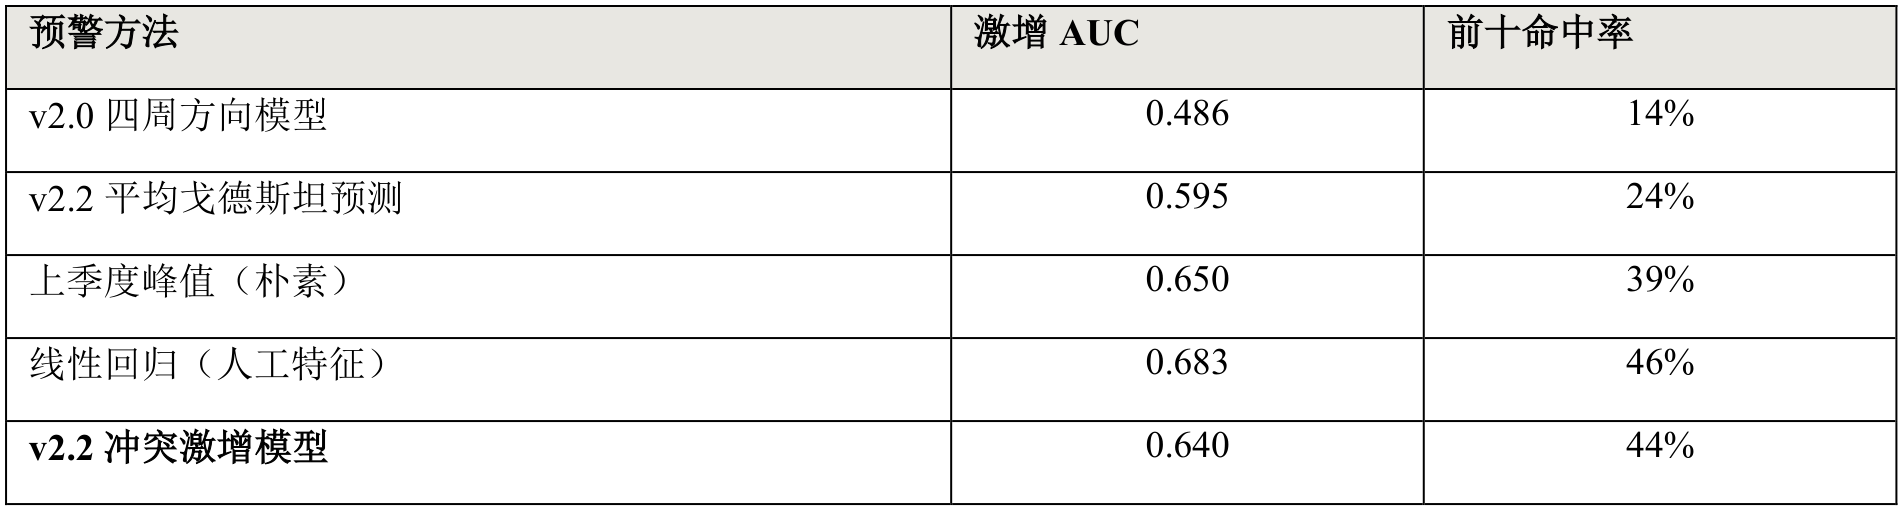 预警方法 激增 AUC 前十命中率
v2.0 四周方向模型 0.486 14%
v2.2 平均戈德斯坦预测 0.595 24%
上季度峰值（朴素） 0.650 39%
线性回归（人工特征） 0.683 46%
v2.2 冲突激增模型 0.640 44%